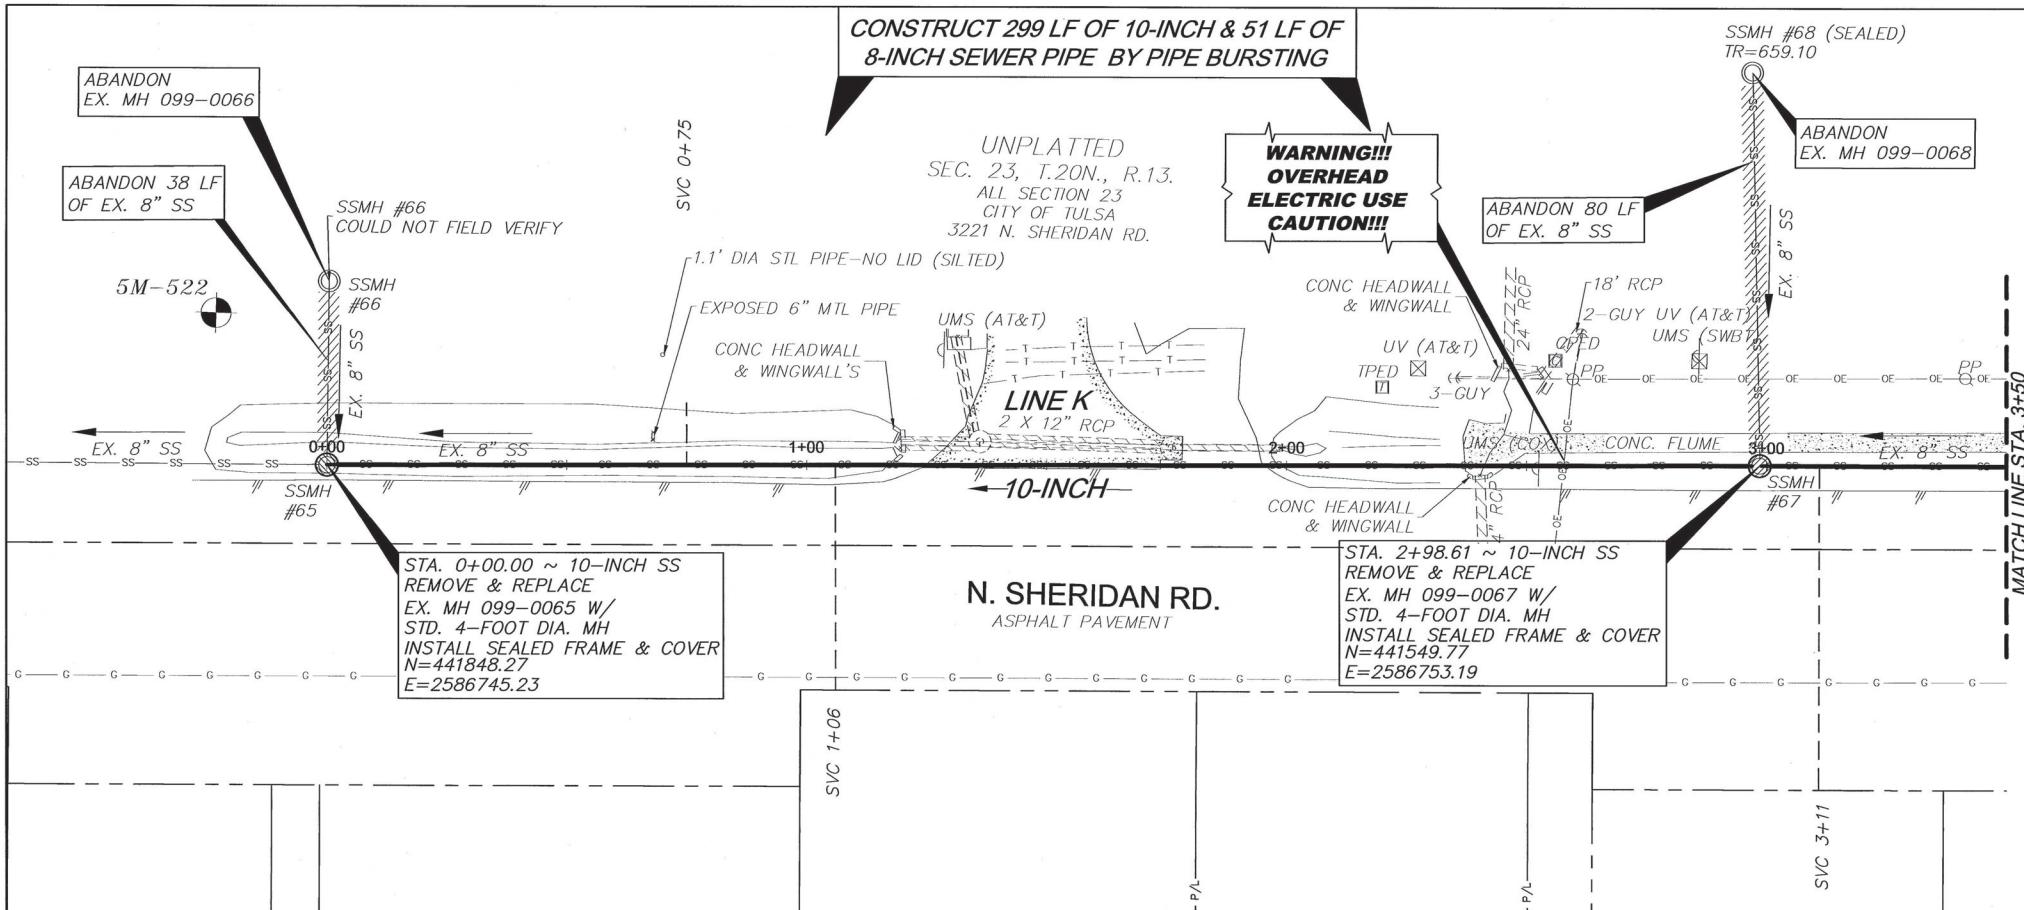 CONSTRUCT 299 LF OF 10-INCH & 51 LF OF
8-INCH SEWER PIPE BY PIPE BURSTING
SSMH #68 (SEALED)
TR=659.10
ABANDON
EX. MH 099-0066
ABANDON
EX. MH 099-0068
SVC 0+75
UNPLATTED
SEC. 23, T.20N., R.13.
ALL SECTION 23
CITY OF TULSA
3221 N. SHERIDAN RD.
WARNING!!!
OVERHEAD
ELECTRIC USE
CAUTION!!!
ABANDON 38 LF
OF EX. 8" SS
ABANDON 80 LF
OF EX. 8" SS
SSMH #66
COULD NOT FIELD VERIFY
5M-522
SSMH
#66
EX. 8" SS
1.1' DIA STL PIPE-NO LID (SILTED)
EXPOSED 6" MTL PIPE
CONC HEADWALL
& WINGWALL'S
UMS (AT&T)
CONC HEADWALL
& WINGWALL
24" RCP
18' RCP
2-GUY UV (AT&T)
UMS (SWBT
UV (AT&T)
TPED
3-GUY
PP
PP
EX. 8" SS
LINE K
2 X 12" RCP
EX. 8" SS
0+00
EX. 8" SS
1+00
2+00
UMS (COX)
CONC. FLUME
3+00
EX. 8" SS
MATCH LINE STA. 3+50
SSMH
#65
10-INCH
CONC HEADWALL
& WINGWALL
4" RCP
SSMH
#67
STA. 0+00.00 ~ 10-INCH SS
REMOVE & REPLACE
EX. MH 099-0065 W/
STD. 4-FOOT DIA. MH
INSTALL SEALED FRAME & COVER
N=441848.27
E=2586745.23
N. SHERIDAN RD.
ASPHALT PAVEMENT
STA. 2+98.61 ~ 10-INCH SS
REMOVE & REPLACE
EX. MH 099-0067 W/
STD. 4-FOOT DIA. MH
INSTALL SEALED FRAME & COVER
N=441549.77
E=2586753.19
SVC 1+06
SVC 3+11
P/L
P/L